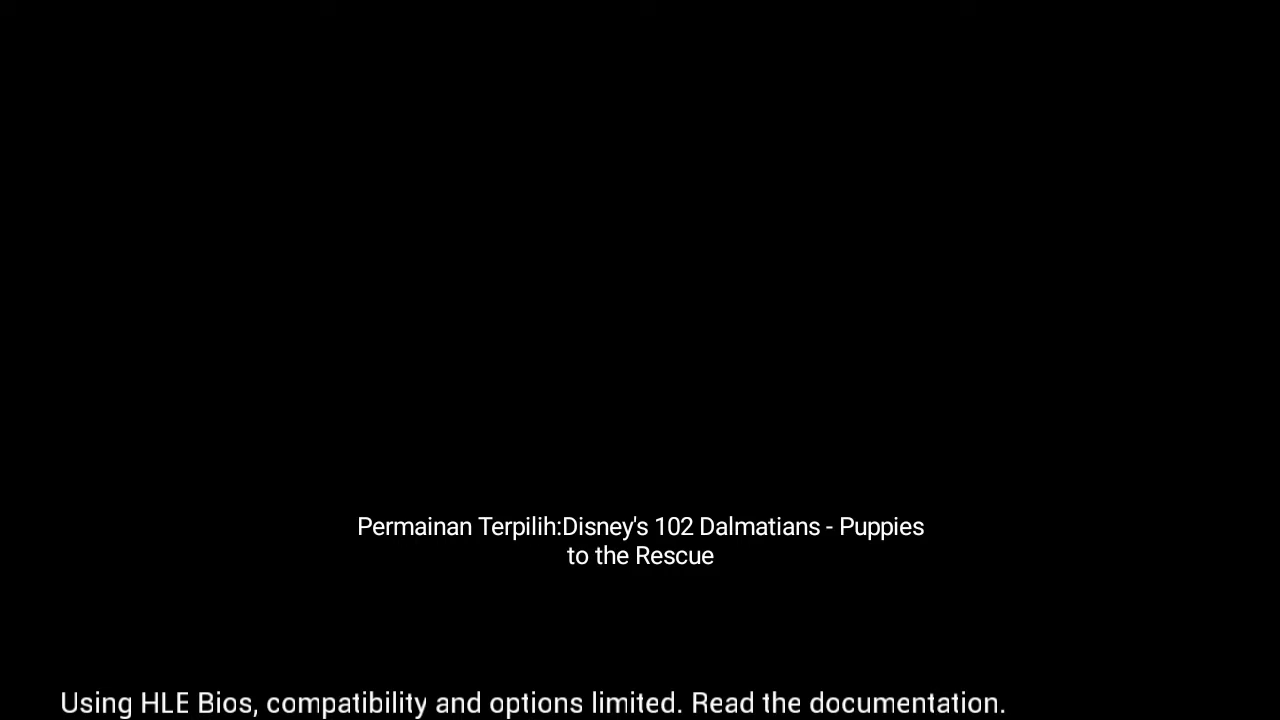 Permainan Terpilih:Disney's 102 Dalmatians - Puppies
to the Rescue
Using HLE Bios, compatibility and options limited. Read the documentation.